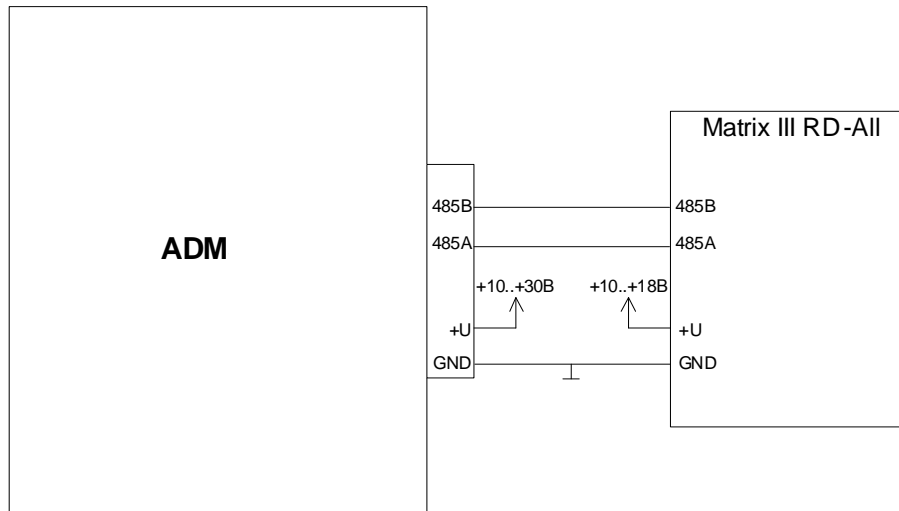 Matrix III RD-All
ADM
485B
485A
+U
GND
+10..+30В
+10..+18В
485B
485A
+U
GND